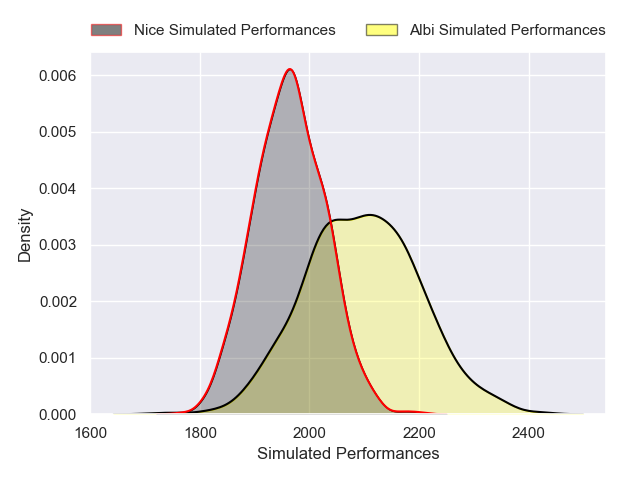 Nice Simulated Performances Albi Simulated Performances
0.006
0.005
0.004
0.003
0.002
0.001
0.000
Density
1600 1800 2000 2200 2400
Simulated Performances